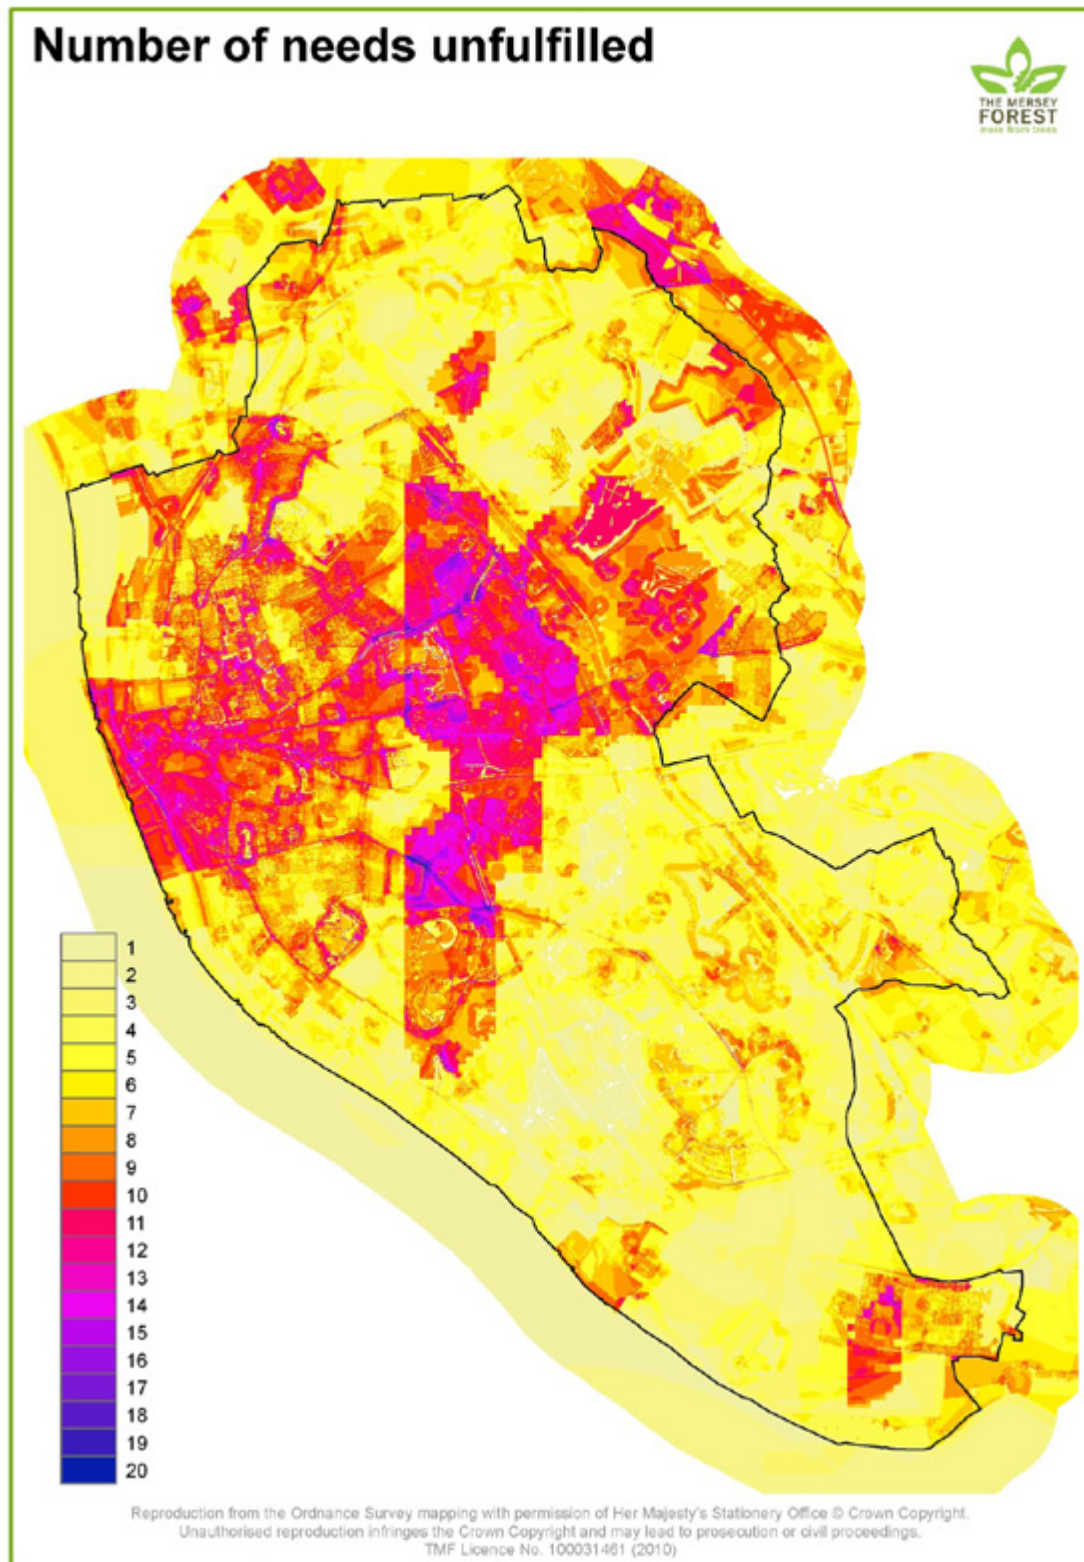 Number of needs unfulfilled
THE MERSEY
FOREST
more from trees
1
2
3
4
5
6
7
8
9
10
11
12
13
14
15
16
17
18
19
20
Reproduction from the Ordnance Survey mapping with permission of Her Majesty's Stationery Office © Crown Copyright.
Unauthorised reproduction infringes the Crown Copyright and may lead to prosecution or civil proceedings.
TMF Licence No. 100031461 (2010)